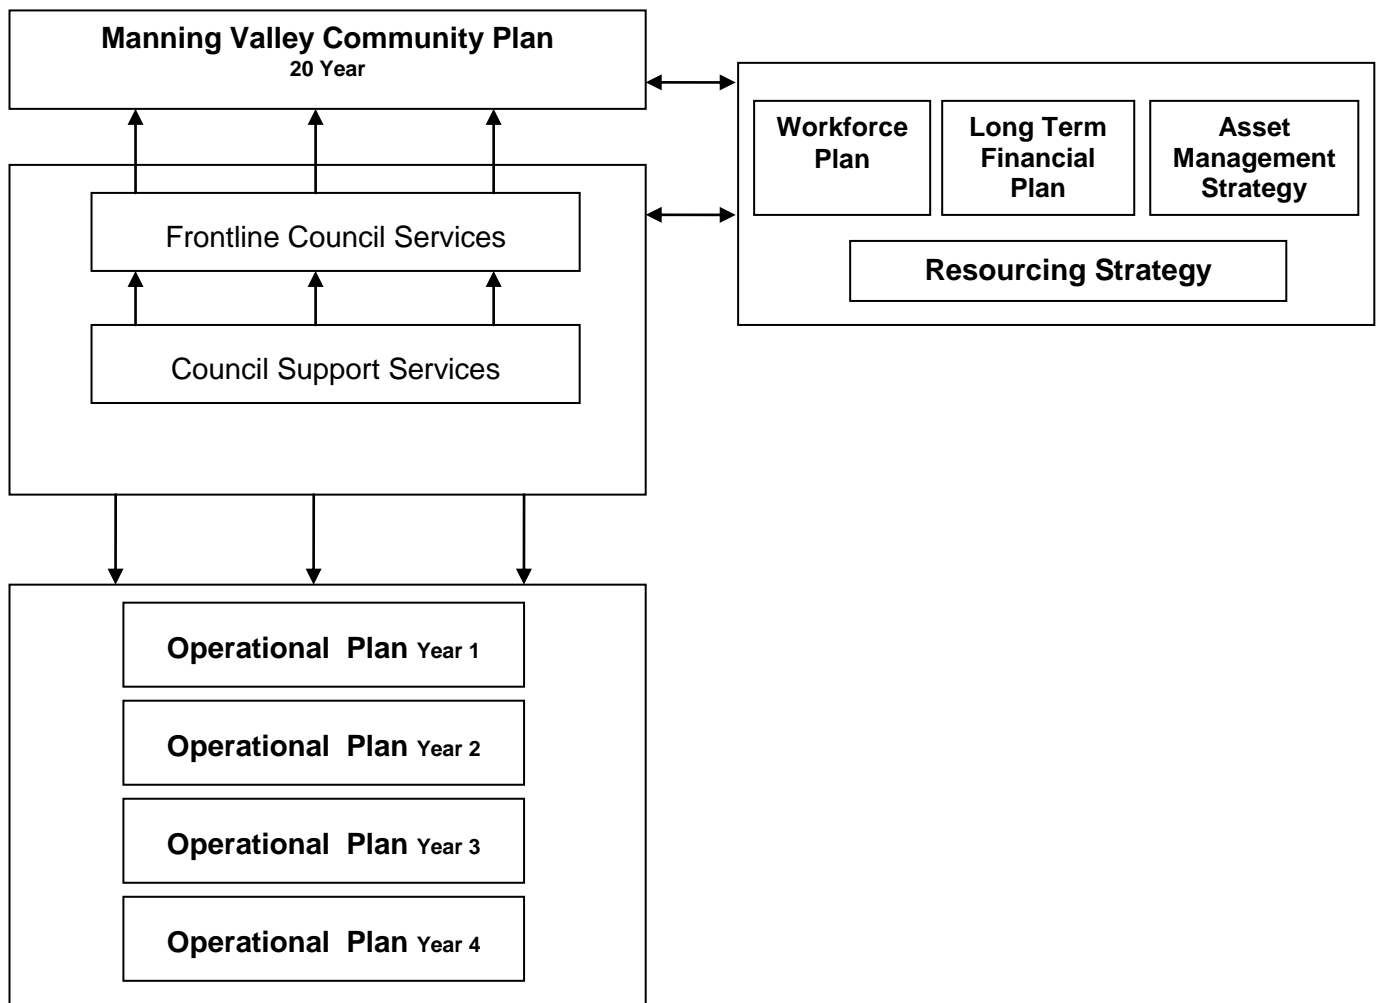 Manning Valley Community Plan
20 Year
Workforce
Plan
Long Term
Financial
Plan
Asset
Management
Strategy
Resourcing Strategy
Frontline Council Services
Council Support Services
Operational Plan Year 1
Operational Plan Year 2
Operational Plan Year 3
Operational Plan Year 4